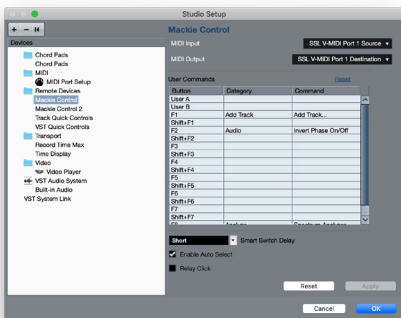 Studio Setup
Devices
Chord Pads
Chord Pads
MIDI
MIDI Port Setup
Remote Devices
Mackie Control
Mackie Control 2
Track Quick Controls
VST Quick Controls
Transport
Record Time Max
Time Display
Video
Video Player
VST Audio System
Built-in Audio
VST System Link
Mackie Control
MIDI Input SSL V-MIDI Port 1 Source
MIDI Output SSL V-MIDI Port 1 Destination
User Commands Reset
Button Category Command
User A
User B
F1 Add Track Add Track...
Shift+F1
F2 Audio Invert Phase On/Off
Shift+F2
F3
Shift+F3
F4
Shift+F4
F5
Shift+F5
F6
Shift+F6
F7
Shift+F7
F8 Analyze Spectrum Analyzer
Short Smart Switch Delay
Enable Auto Select
Relay Click
Reset Apply
Cancel OK